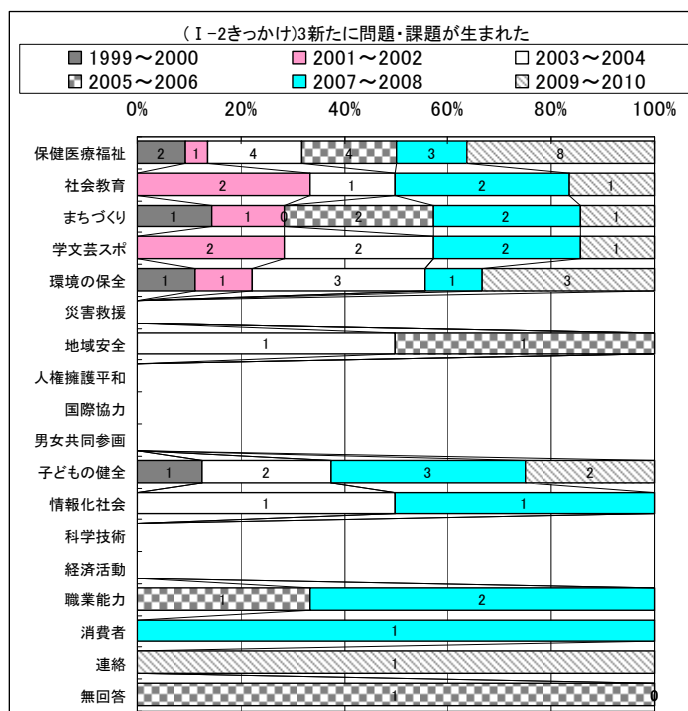 (Ⅰ-2きっかけ)3新たに問題・課題が生まれた
1999～2000 2001～2002 2003～2004
2005～2006 2007～2008 2009～2010
0% 20% 40% 60% 80% 100%
保健医療福祉 2 1 4 4 3 8
社会教育 2 1 2 1
まちづくり 1 1 0 2 2 1
学文芸スポ 2 2 2 1
環境の保全 1 1 3 1 3
災害救援
地域安全 1 1
人権擁護平和
国際協力
男女共同参画
子どもの健全 1 2 3 2
情報化社会 1 1
科学技術
経済活動
職業能力 1 2
消費者 1
連絡 1
無回答 1 0